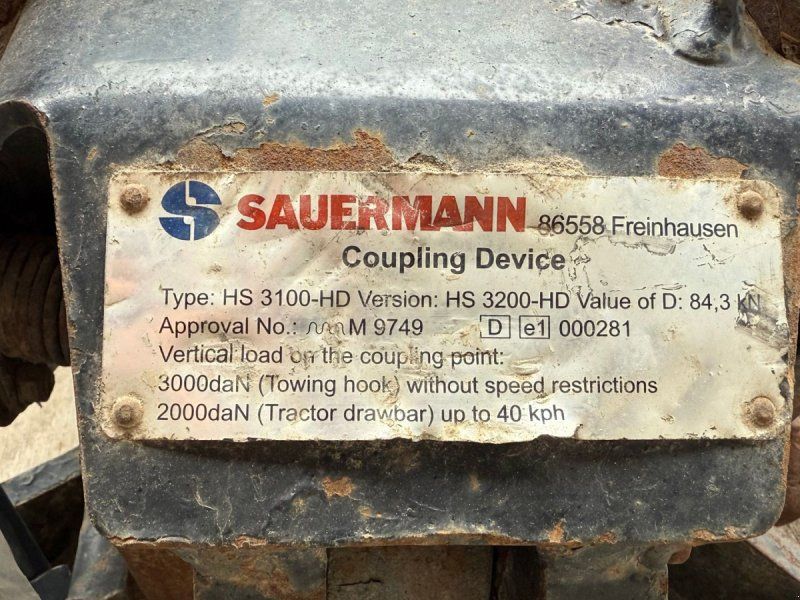 SAUERMANN 86558 Freinhausen
Coupling Device
Type: HS 3100-HD Version: HS 3200-HD Value of D: 84,3 kN
Approval No.: M 9749 D e1 000281
Vertical load on the coupling point:
3000daN (Towing hook) without speed restrictions
2000daN (Tractor drawbar) up to 40 kph